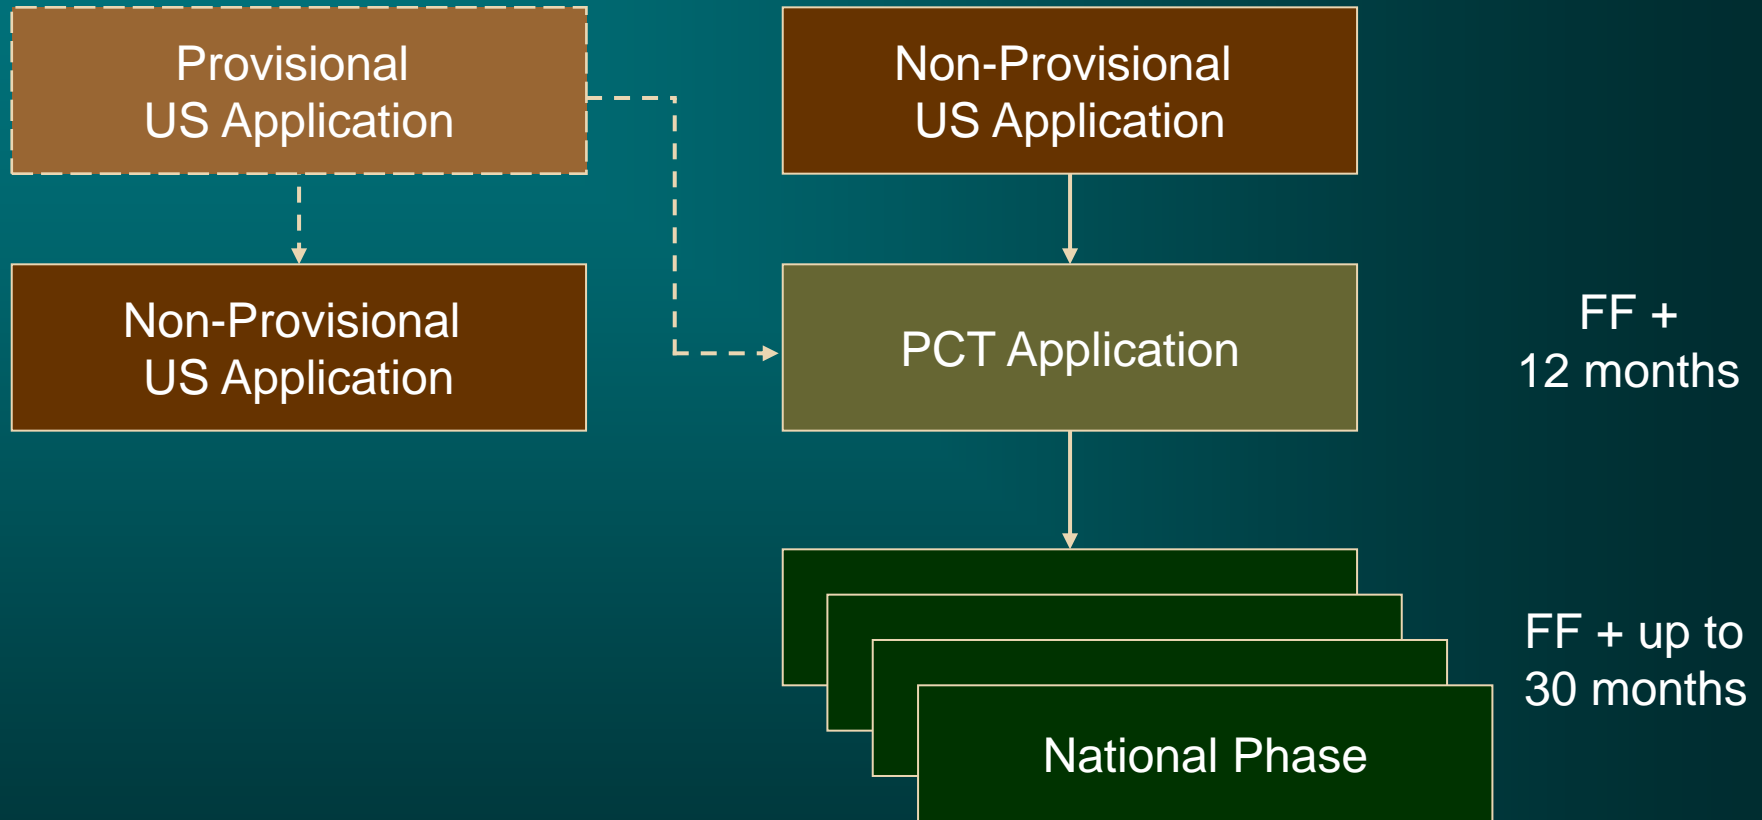 Provisional
US Application
Non-Provisional
US Application
Non-Provisional
US Application
PCT Application
FF +
12 months
FF + up to
30 months
National Phase